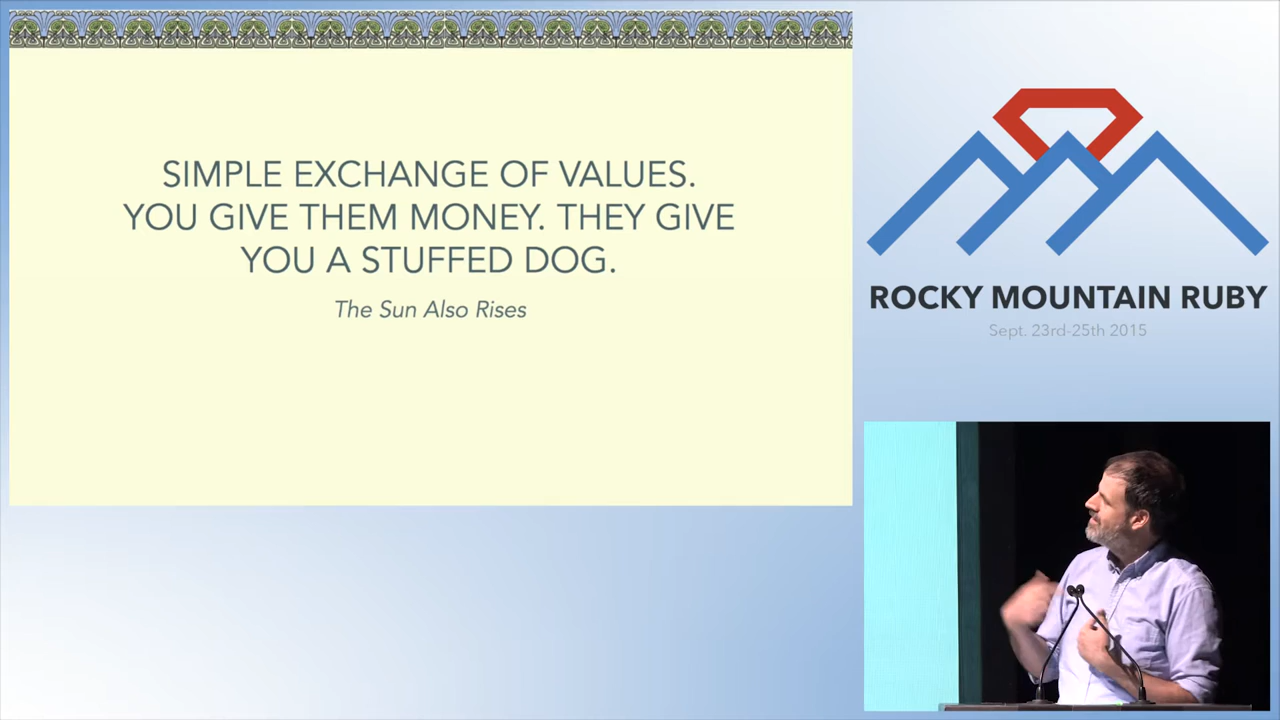 SIMPLE EXCHANGE OF VALUES.
YOU GIVE THEM MONEY. THEY GIVE
YOU A STUFFED DOG.
The Sun Also Rises
ROCKY MOUNTAIN RUBY
Sept. 23rd-25th 2015